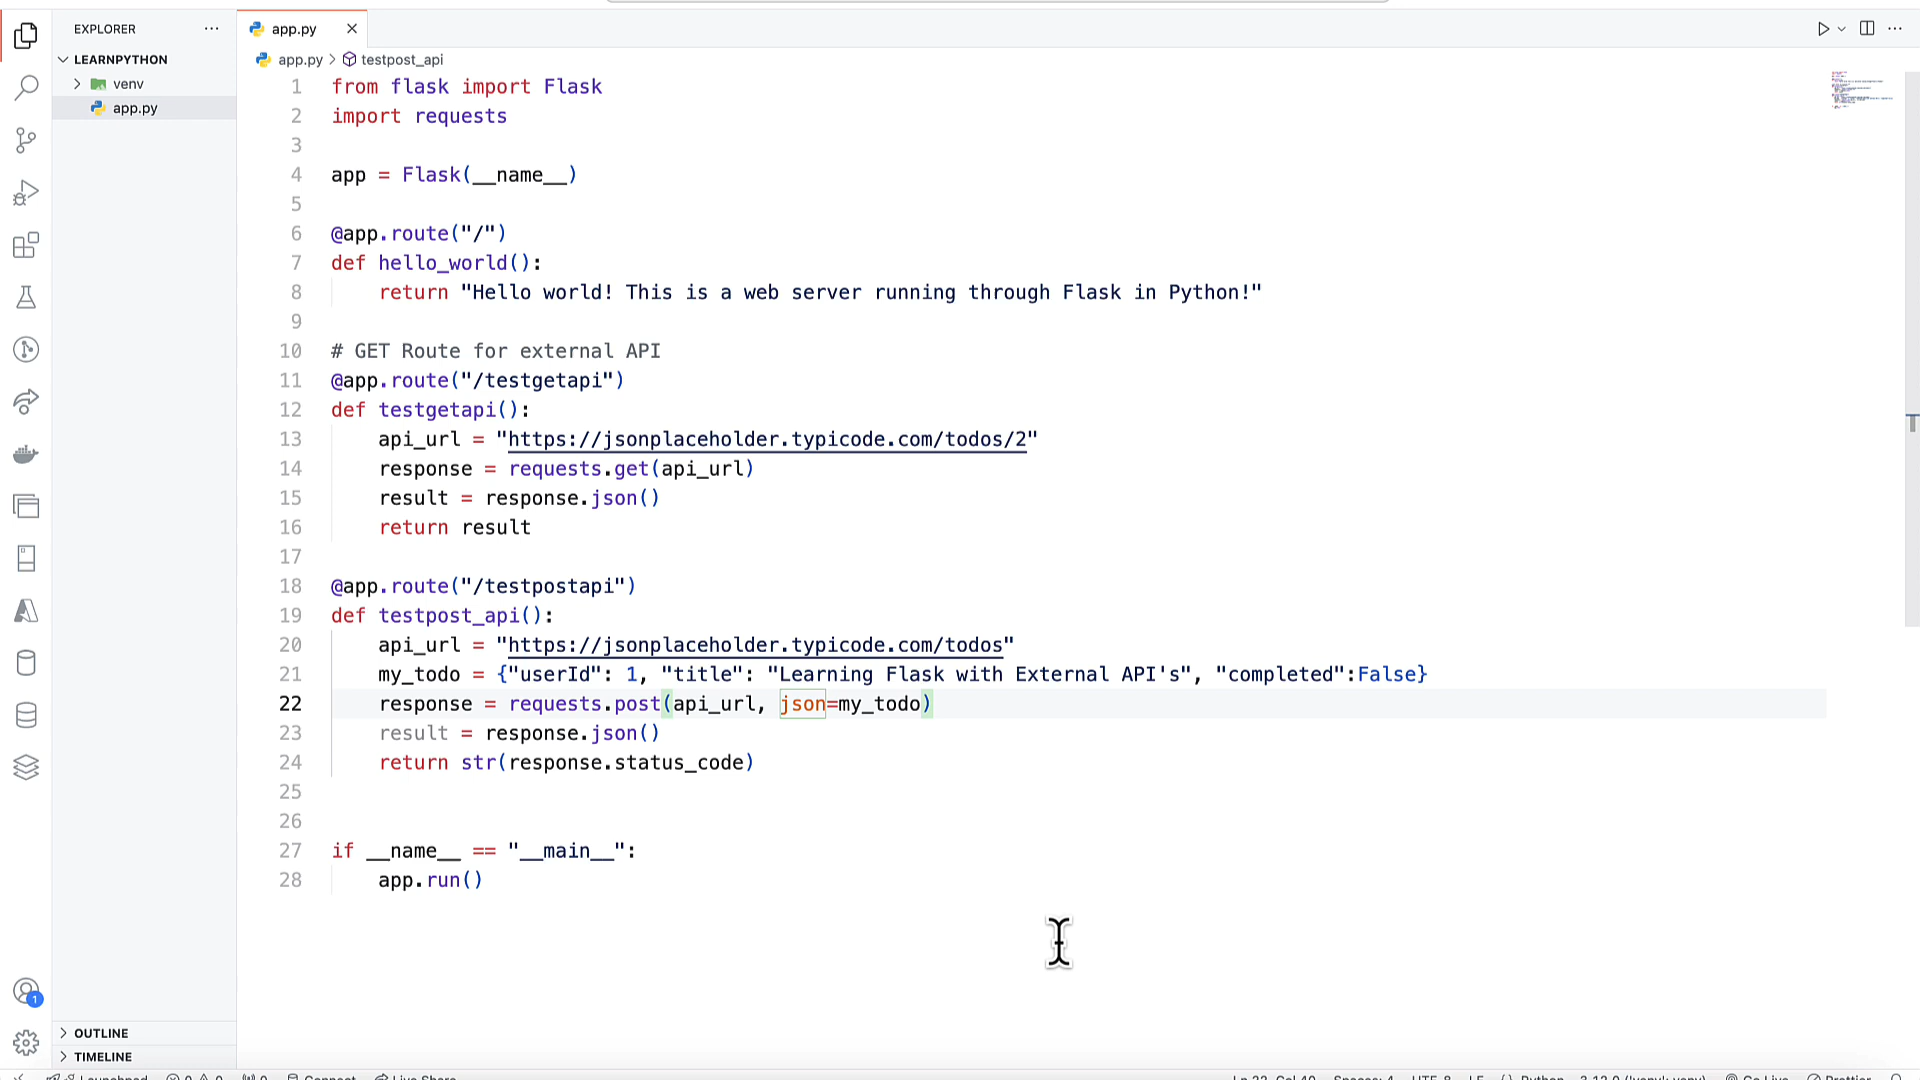 EXPLORER
LEARNPYTHON
venv
app.py
OUTLINE
TIMELINE
1
app.py
app.py > testpost_api
1 from flask import Flask
2 import requests
3
4 app = Flask(__name__)
5
6 @app.route("/")
7 def hello_world():
8 return "Hello world! This is a web server running through Flask in Python!"
9
10 # GET Route for external API
11 @app.route("/testgetapi")
12 def testgetapi():
13 api_url = "https://jsonplaceholder.typicode.com/todos/2"
14 response = requests.get(api_url)
15 result = response.json()
16 return result
17
18 @app.route("/testpostapi")
19 def testpost_api():
20 api_url = "https://jsonplaceholder.typicode.com/todos"
21 my_todo = {"userId": 1, "title": "Learning Flask with External API's", "completed":False}
22 response = requests.post(api_url, json=my_todo)
23 result = response.json()
24 return str(response.status_code)
25
26
27 if __name__ == "__main__":
28 app.run()